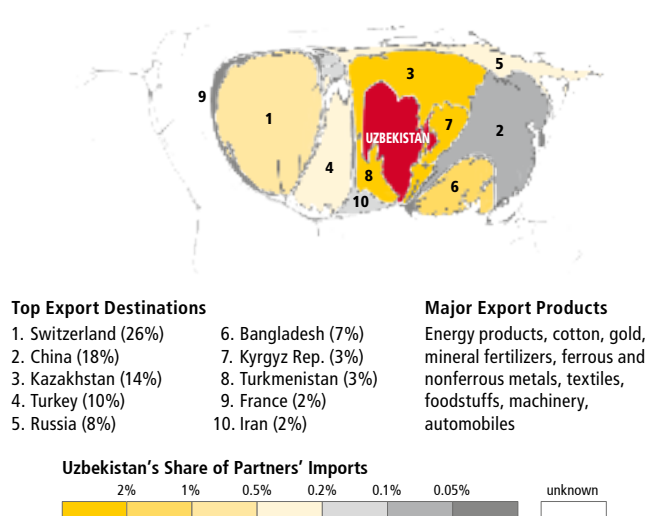 5
3
9
7
1
2
UZBEKISTAN
4
8
6
10
Top Export Destinations
1. Switzerland (26%)
2. China (18%)
3. Kazakhstan (14%)
4. Turkey (10%)
5. Russia (8%)
6. Bangladesh (7%)
7. Kyrgyz Rep. (3%)
8. Turkmenistan (3%)
9. France (2%)
10. Iran (2%)
Major Export Products
Energy products, cotton, gold,
mineral fertilizers, ferrous and
nonferrous metals, textiles,
foodstuffs, machinery,
automobiles
Uzbekistan's Share of Partners' Imports
2% 1% 0.5% 0.2% 0.1% 0.05% unknown